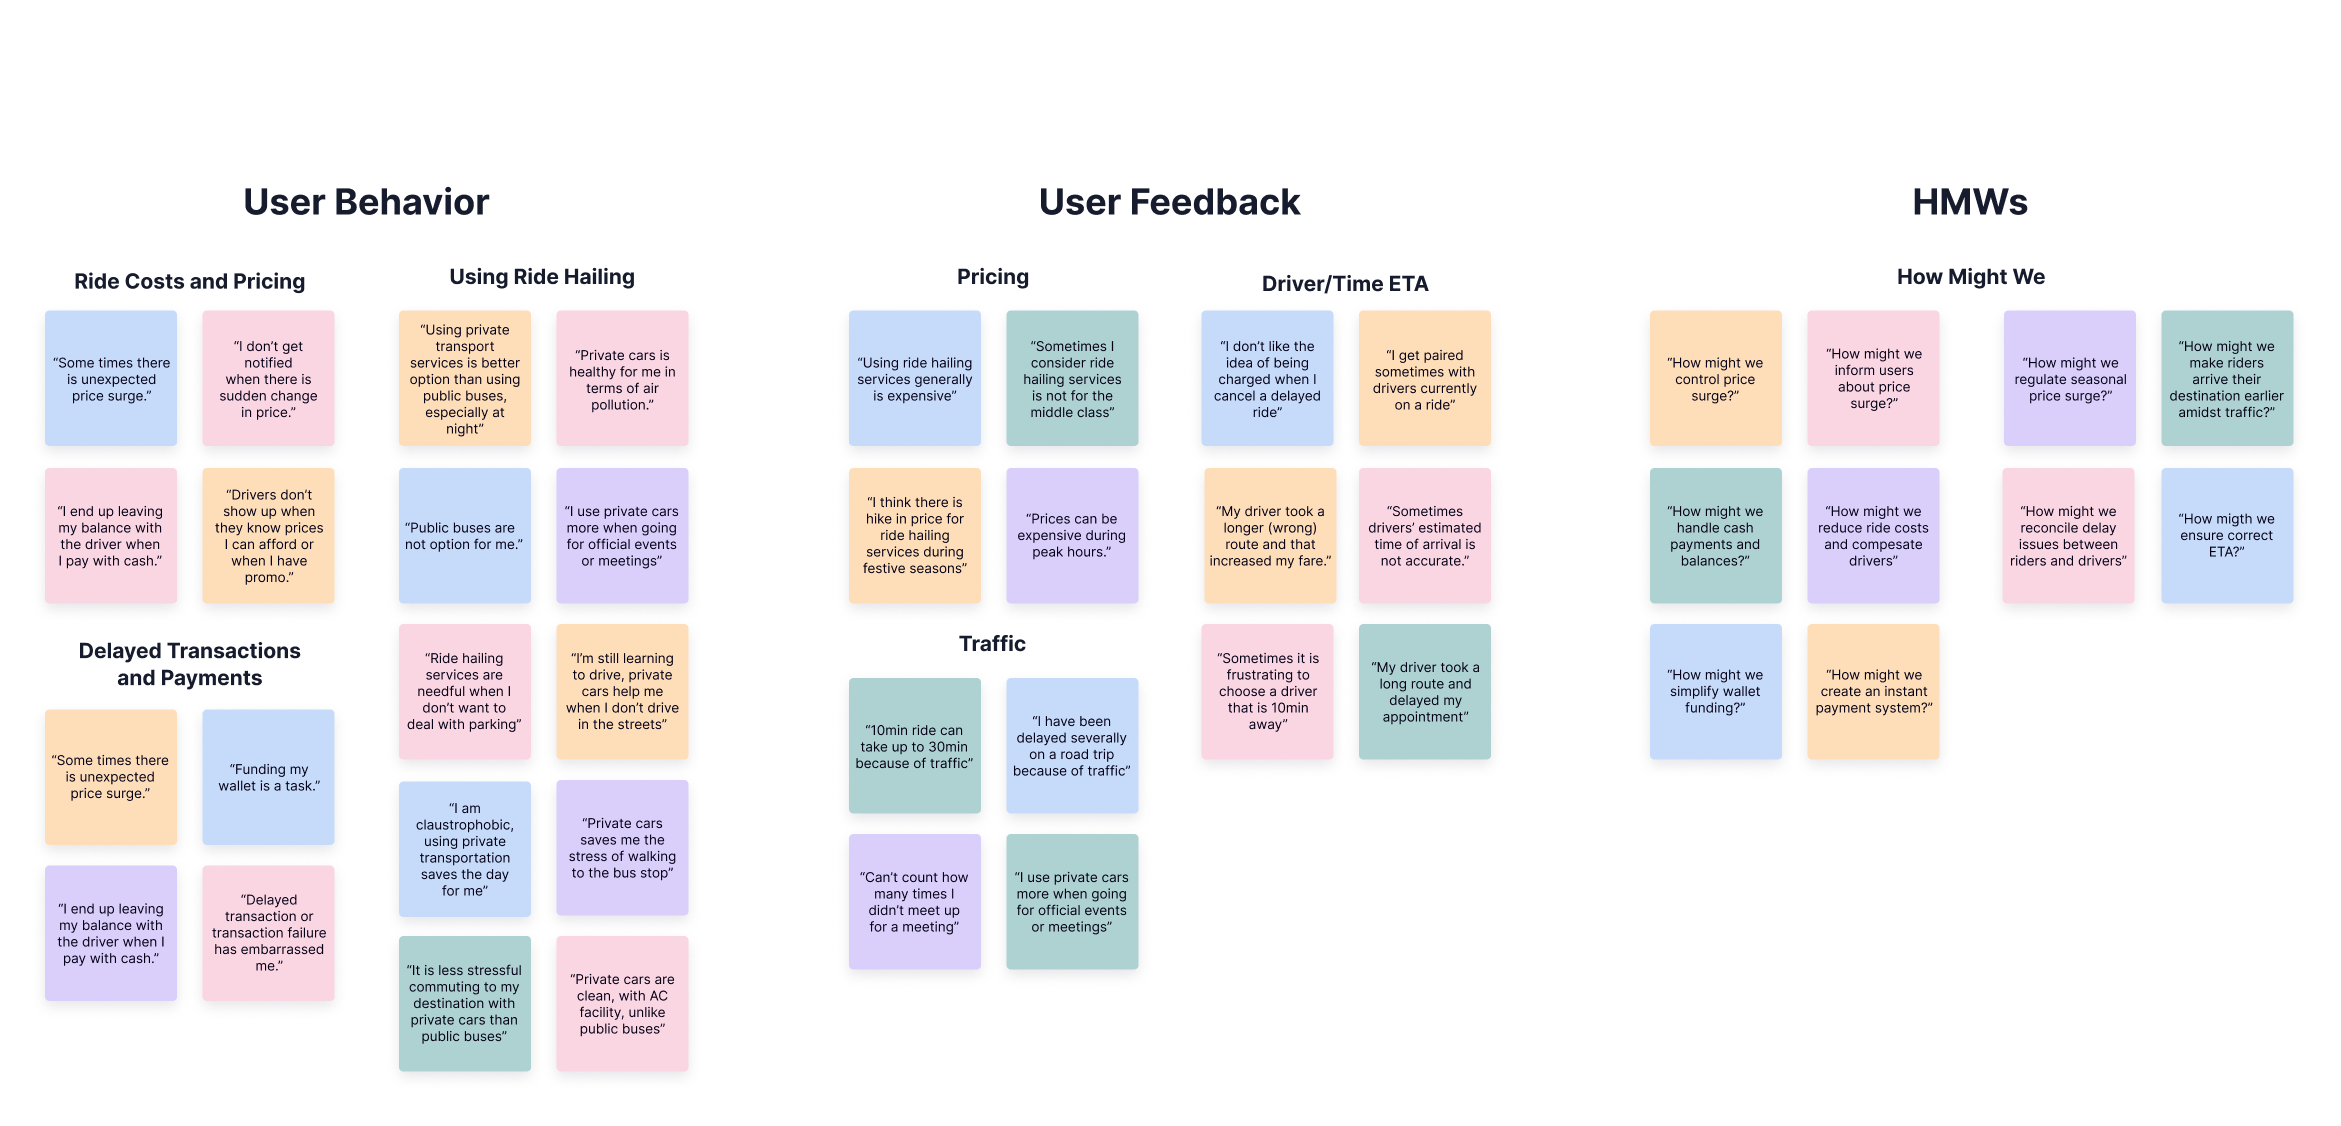 User Behavior
Ride Costs and Pricing
“Some times there
is unexpected
price surge.”
“I don’t get
notified
when there is
sudden change
in price.”
“I end up leaving
my balance with
the driver when
I pay with cash.”
“Drivers don’t
show up when
they know prices
I can afford or
when I have
promo.”
Delayed Transactions
and Payments
“Some times there
is unexpected
price surge.”
“Funding my
wallet is a task.”
“I end up leaving
my balance with
the driver when I
pay with cash.”
“Delayed
transaction or
transaction failure
has embarrassed
me.”
Using Ride Hailing
“Using private
transport
services is better
option than using
public buses,
especially at
night”
“Private cars is
healthy for me in
terms of air
pollution.”
“Public buses are
not option for me.”
“I use private cars
more when going
for official events
or meetings”
“Ride hailing
services are
needful when I
don’t want to
deal with parking”
“I’m still learning
to drive, private
cars help me
when I don’t drive
in the streets”
“I am
claustrophobic,
using private
transportation
saves the day
for me”
“Private cars
saves me the
stress of walking
to the bus stop”
“It is less stressful
commuting to my
destination with
private cars than
public buses”
“Private cars are
clean, with AC
facility, unlike
public buses”
User Feedback
Pricing
“Using ride hailing
services generally
is expensive”
“Sometimes I
consider ride
hailing services
is not for the
middle class”
“I think there is
hike in price for
ride hailing
services during
festive seasons”
“Prices can be
expensive during
peak hours.”
Traffic
“10min ride can
take up to 30min
because of traffic”
“I have been
delayed severally
on a road trip
because of traffic”
“Can’t count how
many times I
didn’t meet up
for a meeting”
“I use private cars
more when going
for official events
or meetings”
Driver/Time ETA
“I don’t like the
idea of being
charged when I
cancel a delayed
ride”
“I get paired
sometimes with
drivers currently
on a ride”
“My driver took a
longer (wrong)
route and that
increased my fare.”
“Sometimes
drivers’ estimated
time of arrival is
not accurate.”
“Sometimes it is
frustrating to
choose a driver
that is 10min
away”
“My driver took a
long route and
delayed my
appointment”
HMWs
How Might We
“How might we
control price
surge?”
“How might we
inform users
about price
surge?”
“How might we
regulate seasonal
price surge?”
“How might we
make riders
arrive their
destination earlier
amidst traffic?”
“How might we
handle cash
payments and
balances?”
“How might we
reduce ride costs
and compesate
drivers”
“How might we
reconcile delay
issues between
riders and drivers”
“How migth we
ensure correct
ETA?”
“How might we
simplify wallet
funding?”
“How might we
create an instant
payment system?”